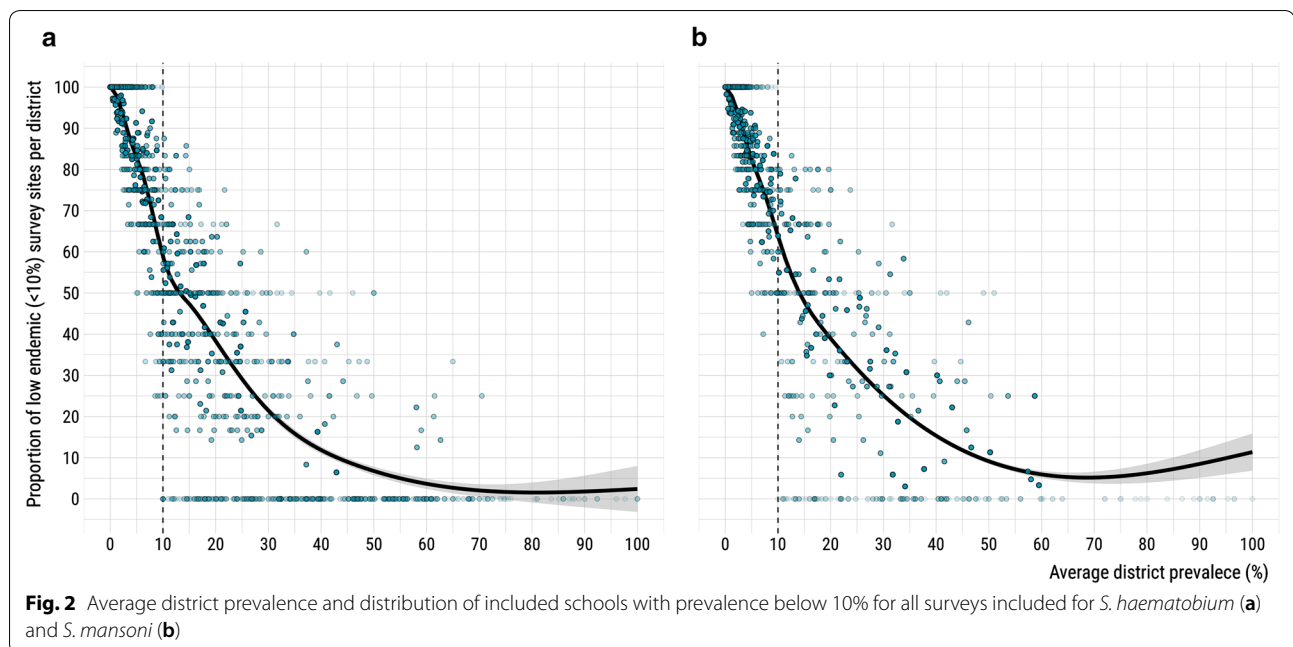 a
b
Proportion of low endemic (<10%) survey sites per district
100
90
80
70
60
50
40
30
20
10
0
0 10 20 30 40 50 60 70 80 90 100
0 10 20 30 40 50 60 70 80 90 100
Average district prevalece (%)
Fig. 2 Average district prevalence and distribution of included schools with prevalence below 10% for all surveys included for S. haematobium (a)
and S. mansoni (b)